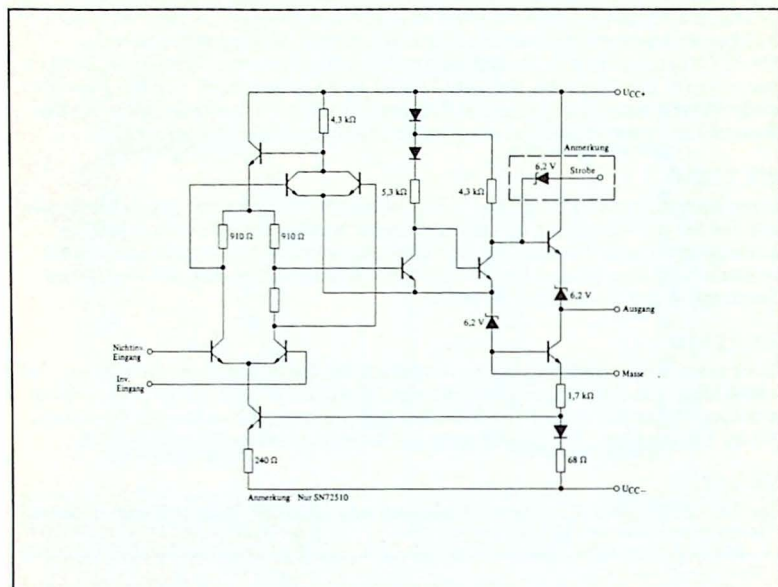 UCC+
4,3 kΩ
Anmerkung
6,2 V
Strobe
5,3 kΩ
4,3 kΩ
910 Ω
910 Ω
6,2 V
6,2 V
Ausgang
Nichtinv.
Eingang
Masse
Inv.
Eingang
1,7 kΩ
240 Ω
68 Ω
UCC−
Anmerkung Nur SN72510